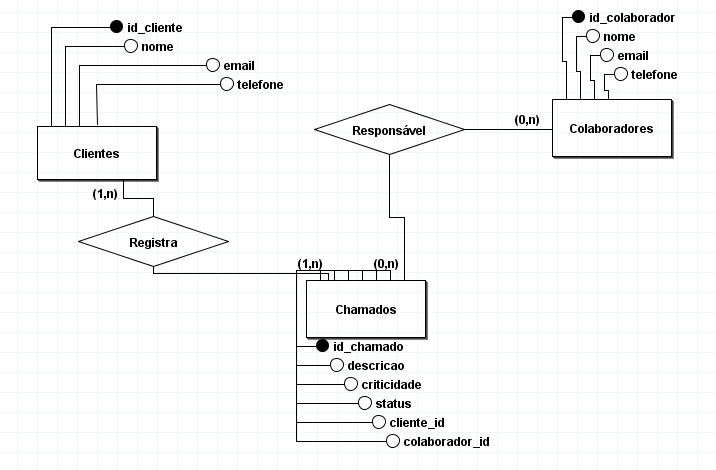 id_cliente
nome
email
telefone
Clientes
(1,n)
Registra
id_colaborador
nome
email
telefone
Colaboradores
(0,n)
Responsável
(1,n)
(0,n)
Chamados
id_chamado
descricao
criticidade
status
cliente_id
colaborador_id